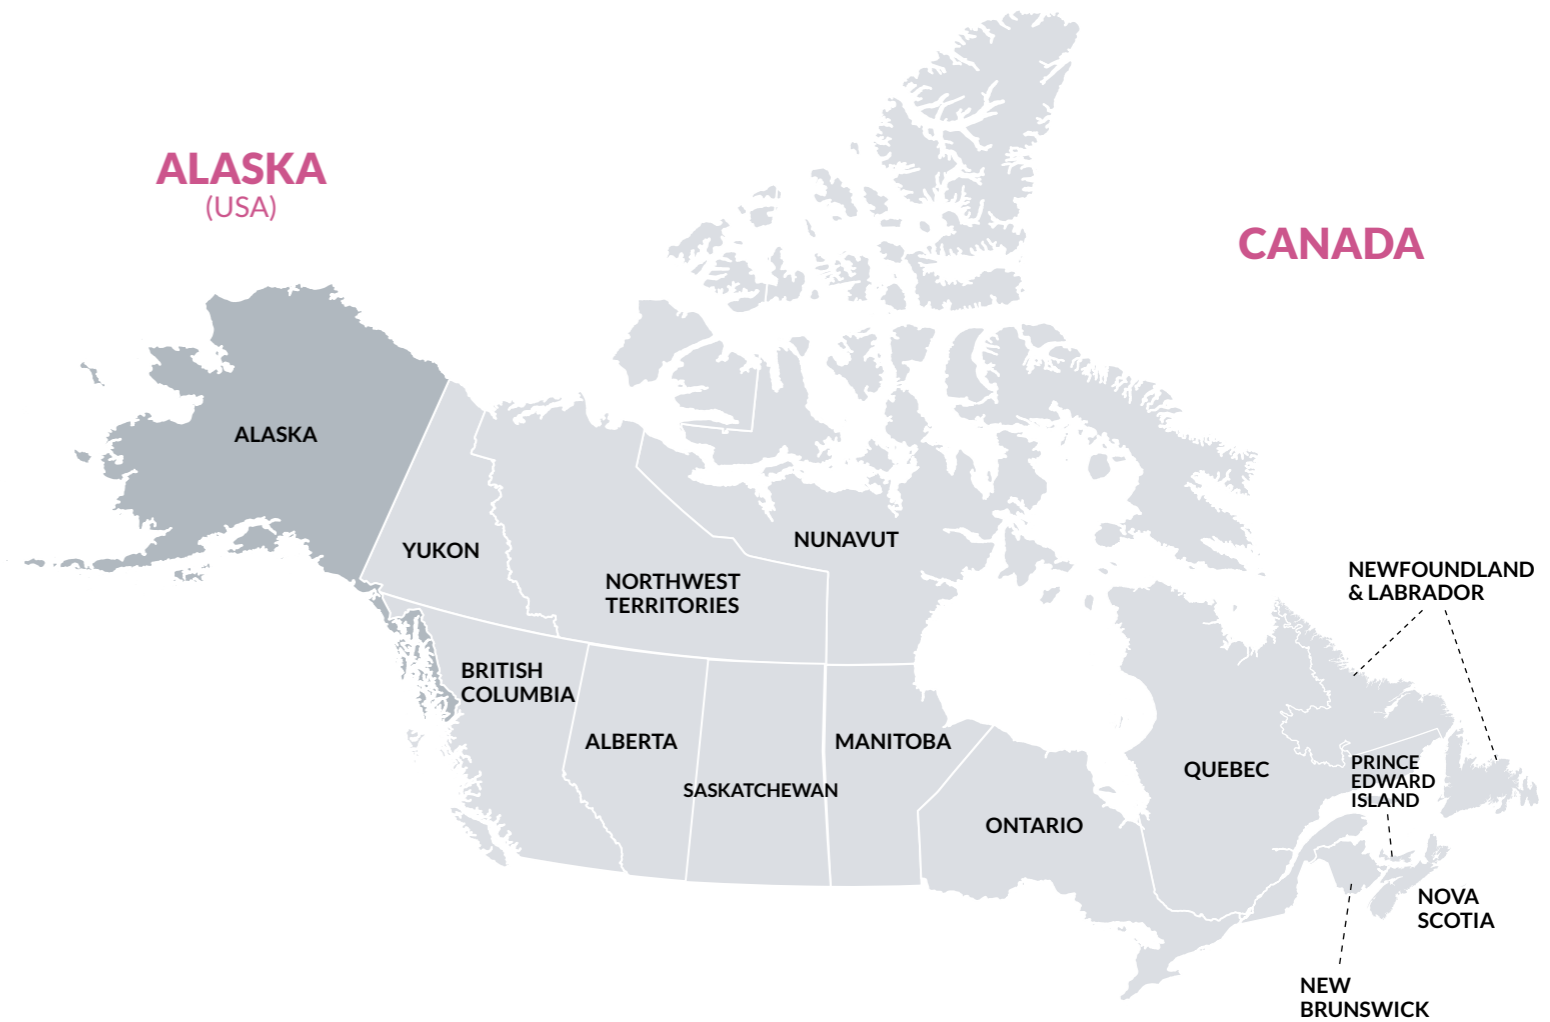 ALASKA
(USA)
CANADA
ALASKA
YUKON
NUNAVUT
NORTHWEST
TERRITORIES
NEWFOUNDLAND
& LABRADOR
BRITISH
COLUMBIA
ALBERTA
MANITOBA
SASKATCHEWAN
QUEBEC
PRINCE
EDWARD
ISLAND
ONTARIO
NOVA
SCOTIA
NEW
BRUNSWICK